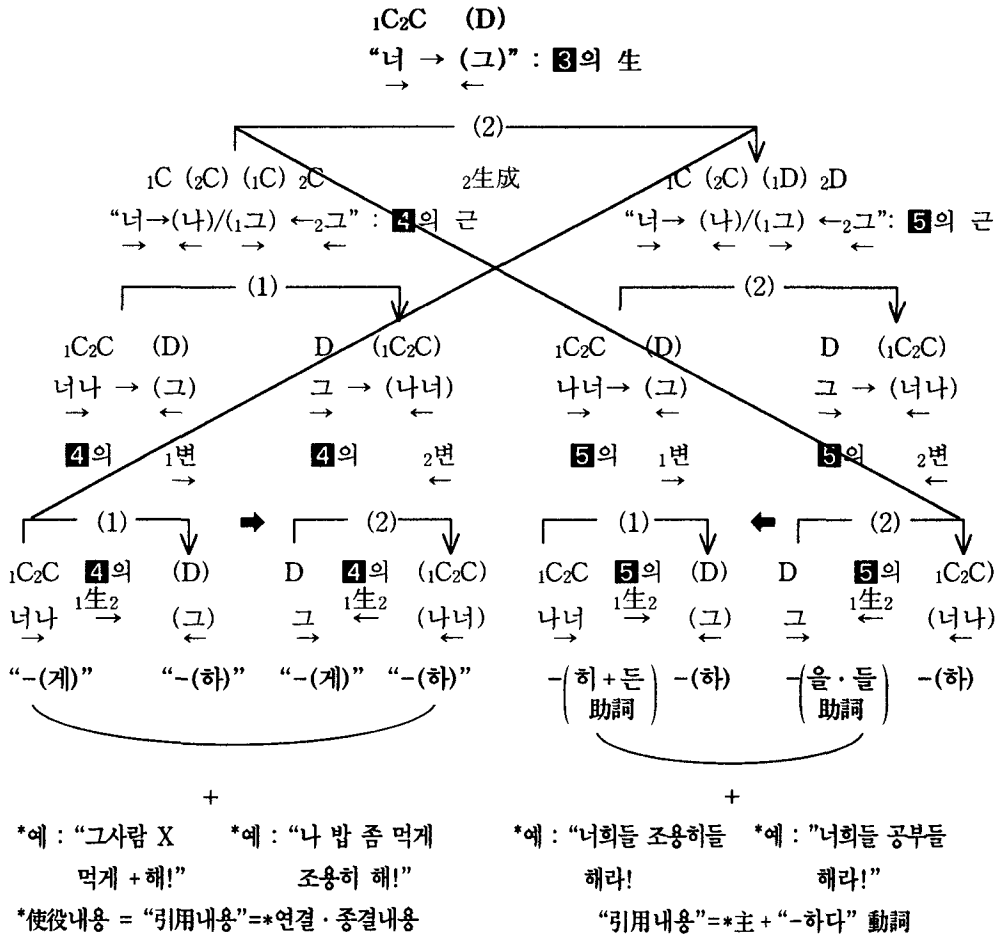 ₁C₂C (D)
“너 → (그)” : 3의 生
→ ←
(2)
₁C (₂C) (₁C) ₂C ₂生成 ₁C (₂C) (₁D) ₂D
“너→(나)/(₁그) ←₂그” : 4의 근 “너→ (나)/(₁그) ←₂그”: 5의 근
→ ← → ← → ← → ←
(1) (2)
₁C₂C (D) D (₁C₂C) ₁C₂C (D) D (₁C₂C)
너나 → (그) 그 → (나너) 나너→ (그) 그 → (너나)
→ ← → ← → ← → ←
4의 ₁변 4의 ₂변 5의 ₁변 5의 ₂변
→ ← → ←
(1) ➡ (2) (1) ⬅ (2)
₁C₂C 4의 (D) D 4의 (₁C₂C) ₁C₂C 5의 (D) D 5의 ₁C₂C)
₁生₂ ₁生₂ ₁生₂ ₁生₂
너나 → (그) 그 ← (나너) 나너 → (그) 그 ← (너나)
→ ← → ← → ← → ←
“-(게)” “-(하)” “-(게)” “-(하)” -(히+든 -(하) -(을·들 -(하)
助詞) 助詞)
+ +
*예 : “그사람 X *예 : “나 밥 좀 먹게 *예 : “너희들 조용히들 *예 : ”너희들 공부들
먹게 +해!” 조용히 해!” 해라! 해라!”
*使役내용 = “引用내용”=*연결·종결내용 “引用내용”=*主+“-하다” 動詞